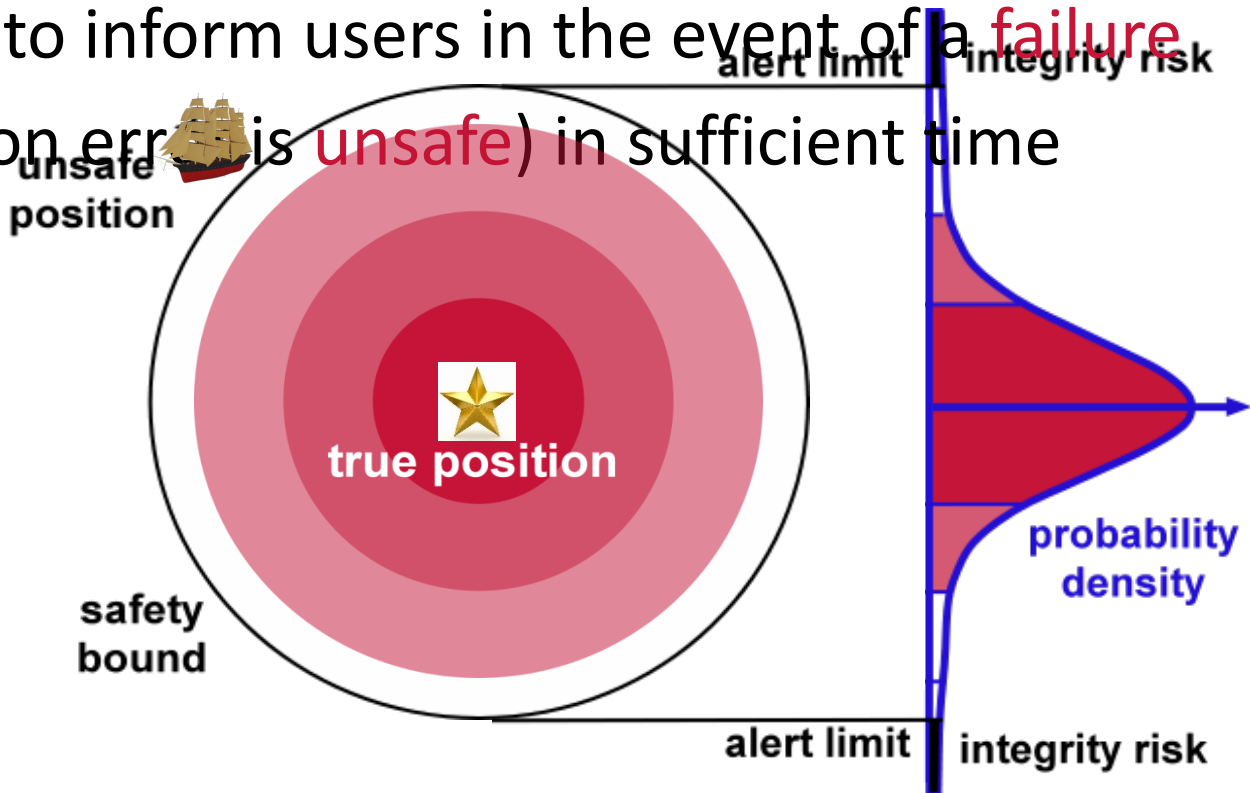 to inform users in the event of a failure
alert limit
integrity risk
is unsafe) in sufficient time
unsafe
position
true position
probability
density
safety
bound
alert limit
integrity risk